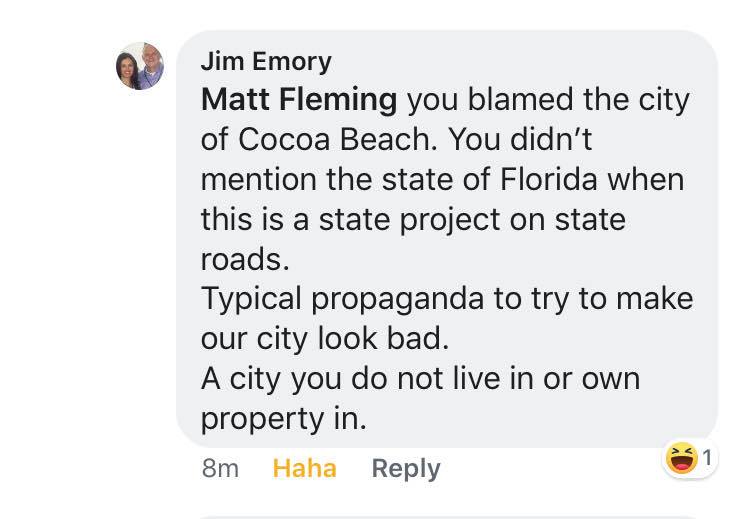 Jim Emory
Matt Fleming you blamed the city
of Cocoa Beach. You didn’t
mention the state of Florida when
this is a state project on state
roads.
Typical propaganda to try to make
our city look bad.
A city you do not live in or own
property in.
8m Haha Reply 1